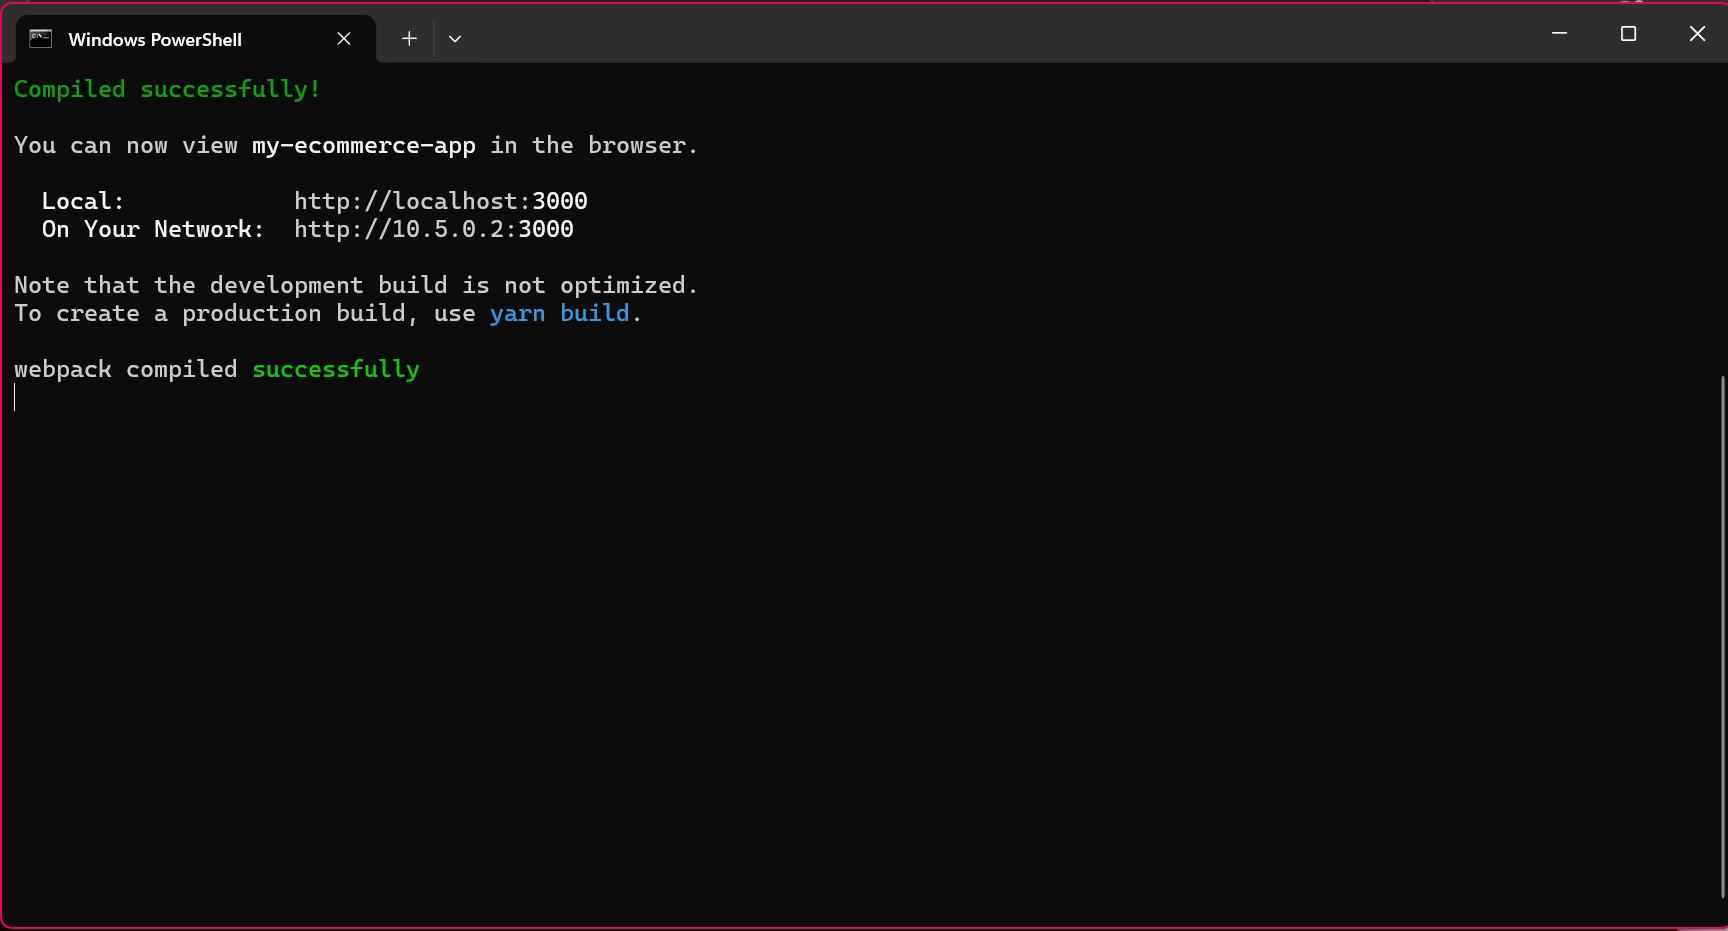 Windows PowerShell
Compiled successfully!
You can now view my-ecommerce-app in the browser.
Local: http://localhost:3000
On Your Network: http://10.5.0.2:3000
Note that the development build is not optimized.
To create a production build, use yarn build.
webpack compiled successfully